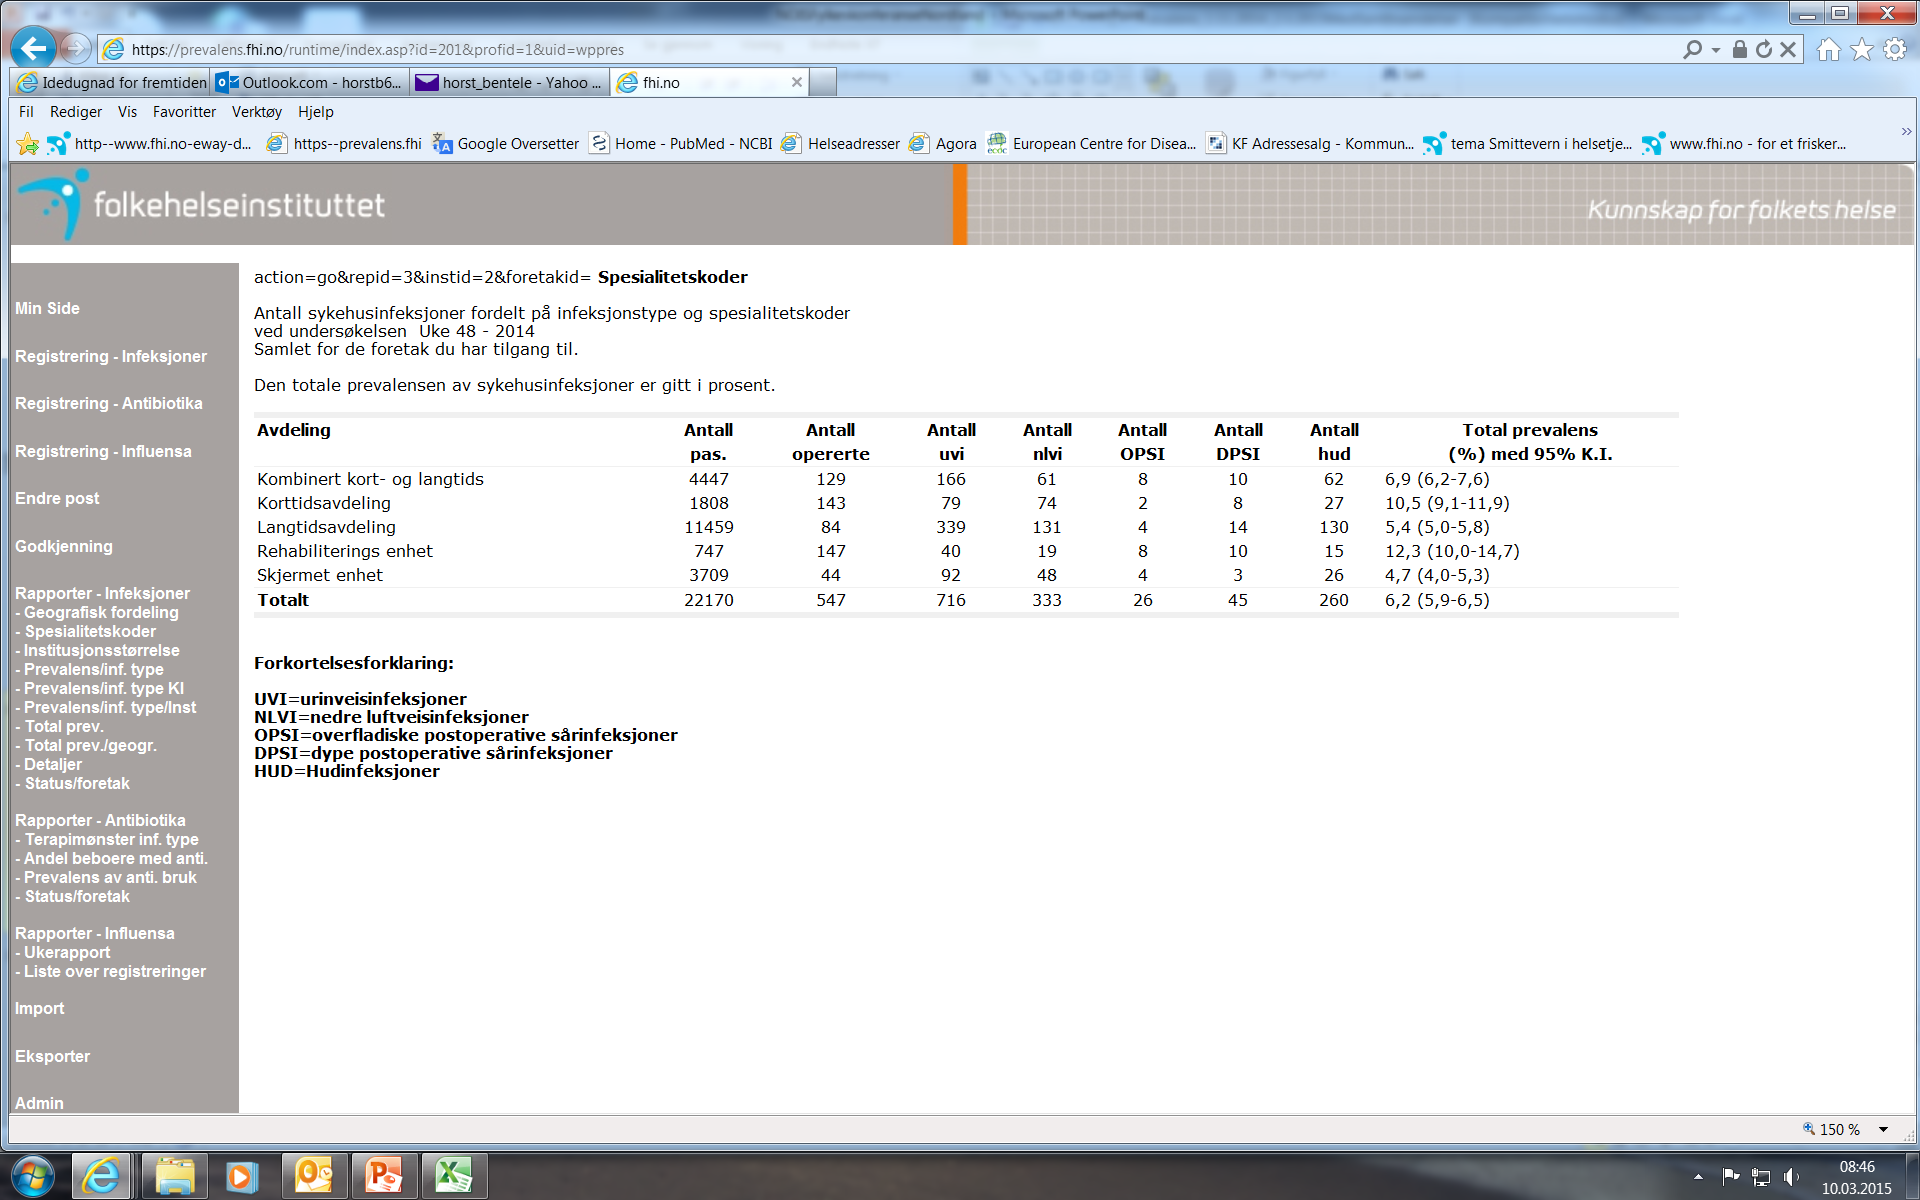 https://prevalens.fhi.no/runtime/index.asp?id=201&profid=1&uid=wppres
Idedugnad for fremtiden
Outlook.com - horstb6...
horst_bentele - Yahoo ...
fhi.no
Fil Rediger Vis Favoritter Verktøy Hjelp
http--www.fhi.no-eway-d... https--prevalens.fhi Google Oversetter Home - PubMed - NCBI Helseadresser Agora European Centre for Disea... KF Adressesalg - Kommun... tema Smittevern i helsetje... www.fhi.no - for et frisker...
folkehelseinstituttet
Kunnskap for folkets helse
Min Side
Registrering - Infeksjoner
Registrering - Antibiotika
Registrering - Influensa
Endre post
Godkjenning
Rapporter - Infeksjoner
- Geografisk fordeling
- Spesialitetskoder
- Institusjonsstørrelse
- Prevalens/inf. type
- Prevalens/inf. type KI
- Prevalens/inf. type/Inst
- Total prev.
- Total prev./geogr.
- Detaljer
- Status/foretak
Rapporter - Antibiotika
- Terapimønster inf. type
- Andel beboere med anti.
- Prevalens av anti. bruk
- Status/foretak
Rapporter - Influensa
- Ukerapport
- Liste over registreringer
Import
Eksporter
Admin
action=go&repid=3&instid=2&foretakid= Spesialitetskoder
Antall sykehusinfeksjoner fordelt på infeksjonstype og spesialitetskoder
ved undersøkelsen Uke 48 - 2014
Samlet for de foretak du har tilgang til.
Den totale prevalensen av sykehusinfeksjoner er gitt i prosent.
Avdeling Antall pas. Antall opererte Antall uvi Antall nlvi Antall OPSI Antall DPSI Antall hud Total prevalens (%) med 95% K.I.
Kombinert kort- og langtids 4447 129 166 61 8 10 62 6,9 (6,2-7,6)
Korttidsavdeling 1808 143 79 74 2 8 27 10,5 (9,1-11,9)
Langtidsavdeling 11459 84 339 131 4 14 130 5,4 (5,0-5,8)
Rehabiliterings enhet 747 147 40 19 8 10 15 12,3 (10,0-14,7)
Skjermet enhet 3709 44 92 48 4 3 26 4,7 (4,0-5,3)
Totalt 22170 547 716 333 26 45 260 6,2 (5,9-6,5)
Forkortelsesforklaring:
UVI=urinveisinfeksjoner
NLVI=nedre luftveisinfeksjoner
OPSI=overfladiske postoperative sårinfeksjoner
DPSI=dype postoperative sårinfeksjoner
HUD=Hudinfeksjoner
150 %
08:46
10.03.2015